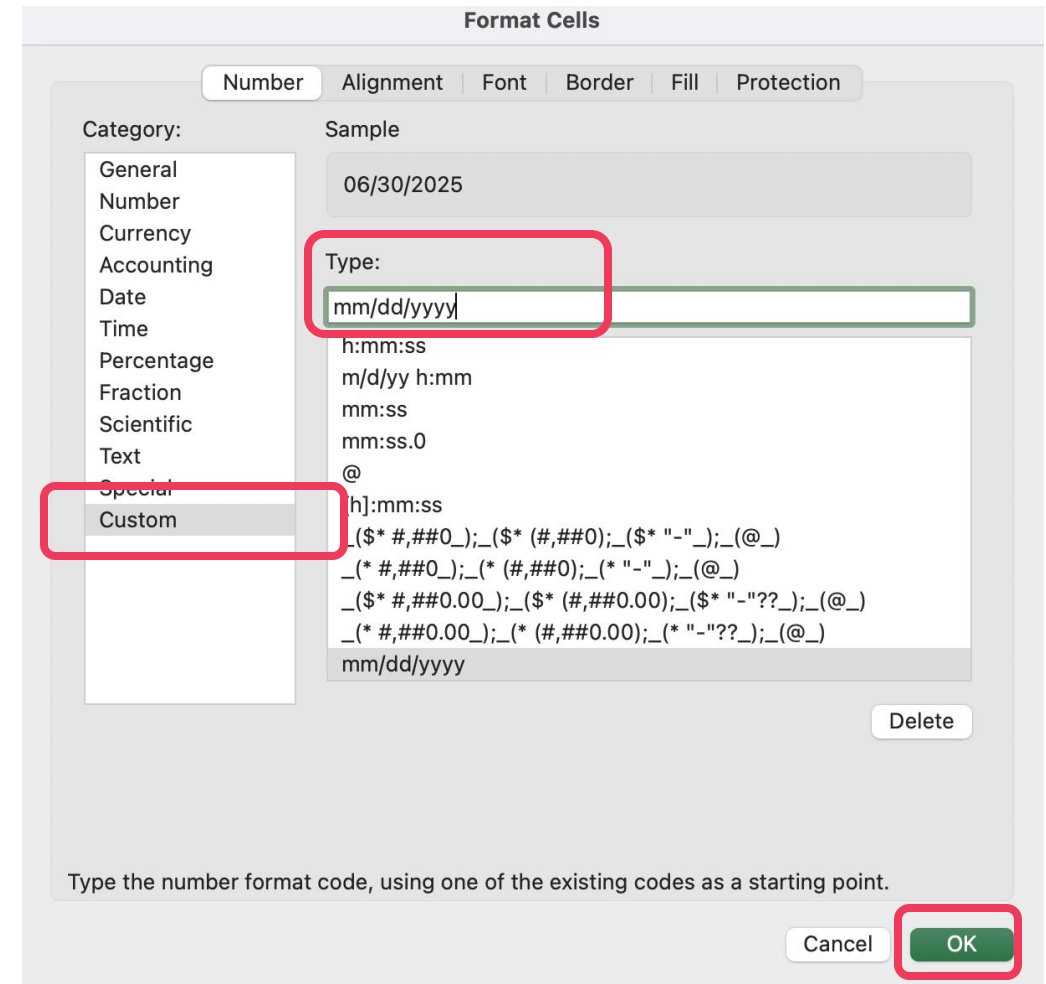 Format Cells
Number Alignment Font Border Fill Protection
Category:
General
Number
Currency
Accounting
Date
Time
Percentage
Fraction
Scientific
Text
Special
Custom
Sample
06/30/2025
Type:
mm/dd/yyyy
h:mm:ss
m/d/yy h:mm
mm:ss
mm:ss.0
@
[h]:mm:ss
_($* #,##0_);_($* (#,##0);_($* "-"_);_(@_)
_(* #,##0_);_(* (#,##0);_(* "-"_);_(@_)
_($* #,##0.00_);_($* (#,##0.00);_($* "-"??_);_(@_)
_(* #,##0.00_);_(* (#,##0.00);_(* "-"??_);_(@_)
mm/dd/yyyy
Delete
Type the number format code, using one of the existing codes as a starting point.
Cancel OK